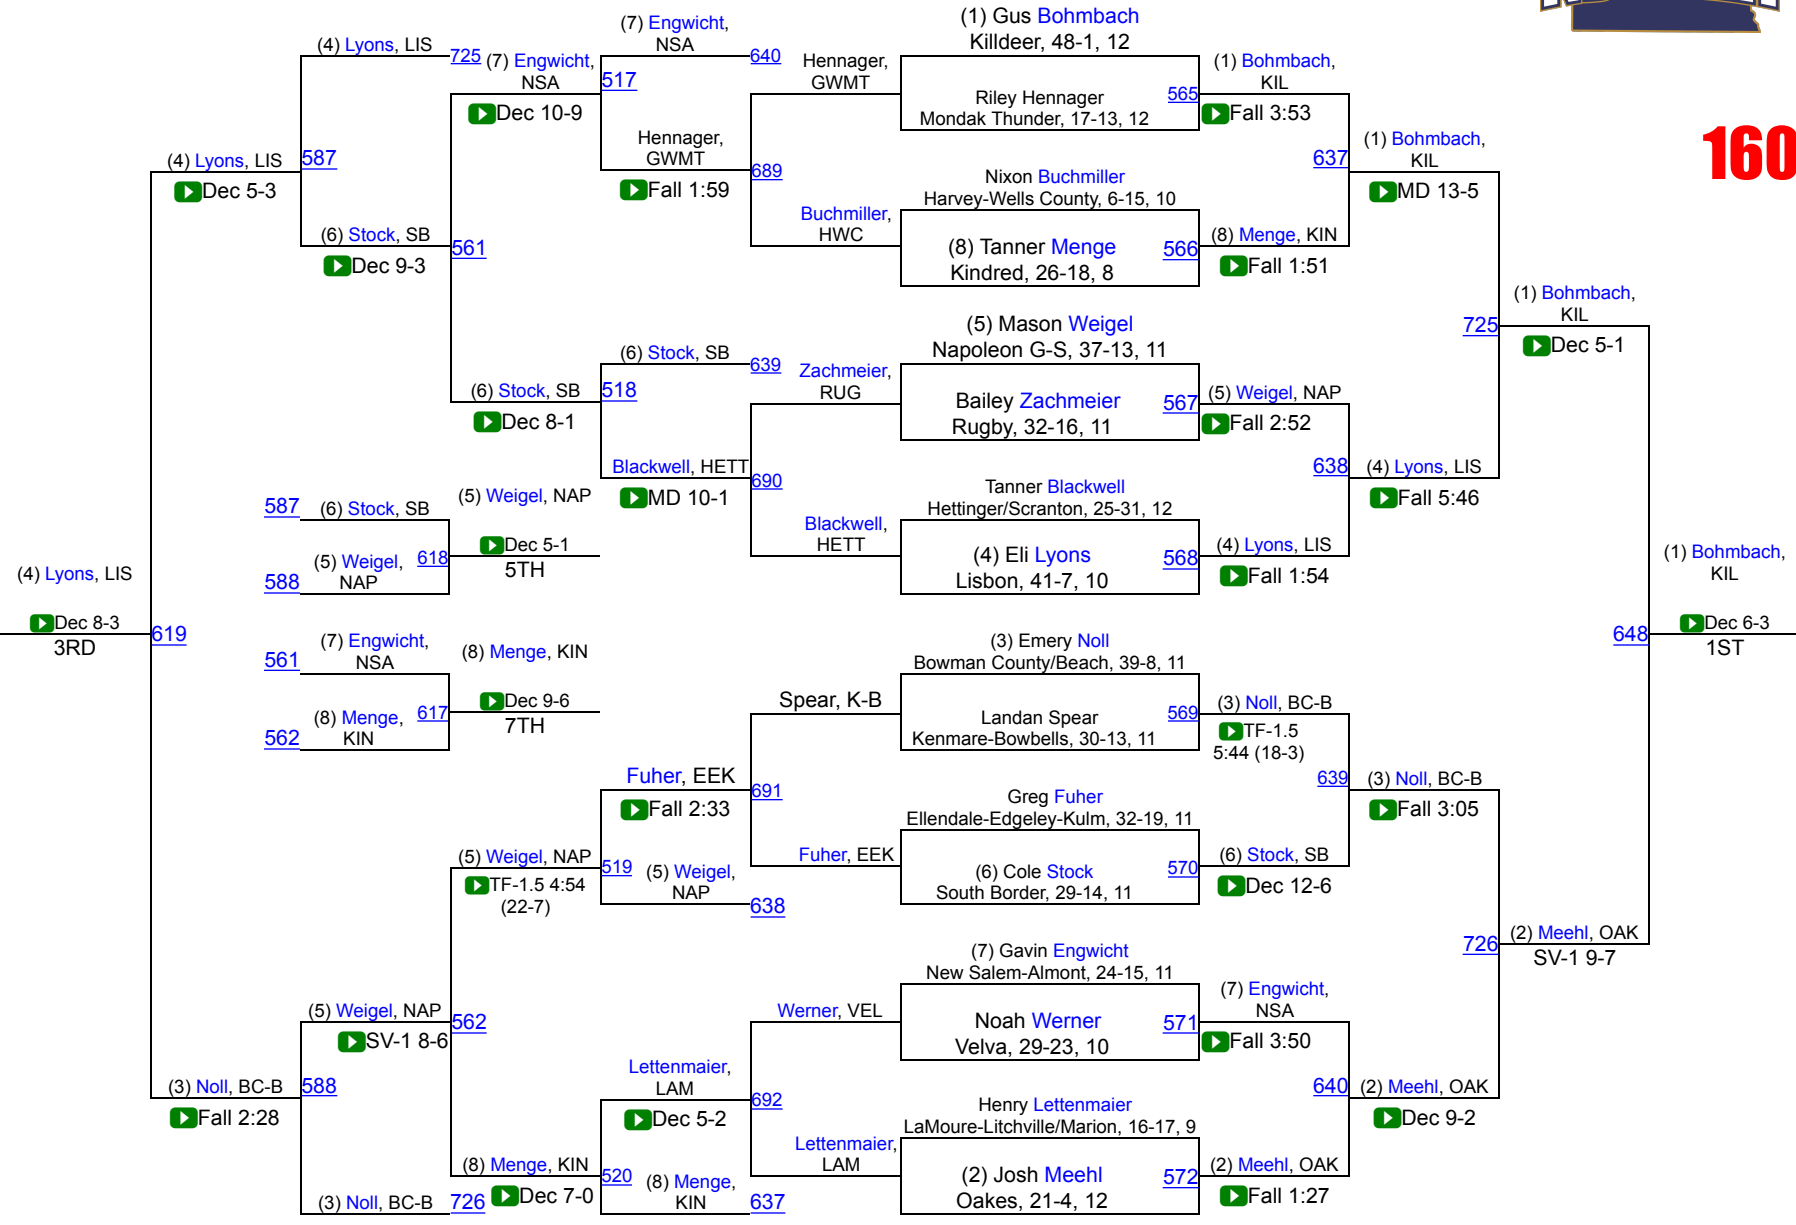 (1) Gus Bohmbach
Killdeer, 48-1, 12
Riley Hennager
Mondak Thunder, 17-13, 12
565
Nixon Buchmiller
Harvey-Wells County, 6-15, 10
(8) Tanner Menge
Kindred, 26-18, 8
566
(5) Mason Weigel
Napoleon G-S, 37-13, 11
Bailey Zachmeier
Rugby, 32-16, 11
567
Tanner Blackwell
Hettinger/Scranton, 25-31, 12
(4) Eli Lyons
Lisbon, 41-7, 10
568
(3) Emery Noll
Bowman County/Beach, 39-8, 11
Landan Spear
Kenmare-Bowbells, 30-13, 11
569
Greg Fuher
Ellendale-Edgeley-Kulm, 32-19, 11
(6) Cole Stock
South Border, 29-14, 11
570
(7) Gavin Engwicht
New Salem-Almont, 24-15, 11
Noah Werner
Velva, 29-23, 10
571
Henry Lettenmaier
LaMoure-Litchville/Marion, 16-17, 9
(2) Josh Meehl
Oakes, 21-4, 12
572
(1) Bohmbach,
KIL
Fall 3:53
637
(8) Menge, KIN
Fall 1:51
(5) Weigel, NAP
Fall 2:52
638
(4) Lyons, LIS
Fall 1:54
(3) Noll, BC-B
TF-1.5
5:44 (18-3)
639
(6) Stock, SB
Dec 12-6
(7) Engwicht,
NSA
Fall 3:50
640
(2) Meehl, OAK
Fall 1:27
160
(1) Bohmbach,
KIL
MD 13-5
725
(4) Lyons, LIS
Fall 5:46
(3) Noll, BC-B
Fall 3:05
726
(2) Meehl, OAK
Dec 9-2
(1) Bohmbach,
KIL
Dec 5-1
648
(2) Meehl, OAK
SV-1 9-7
(1) Bohmbach,
KIL
Dec 6-3
1ST
Hennager,
GWMT
689
Buchmiller,
HWC
Zachmeier,
RUG
690
Blackwell,
HETT
Spear, K-B
691
Fuher, EEK
Werner, VEL
692
Lettenmaier,
LAM
(7) Engwicht,
NSA
640
517
Hennager,
GWMT
Fall 1:59
(6) Stock, SB
639
518
Blackwell, HETT
MD 10-1
Fuher, EEK
Fall 2:33
519
(5) Weigel,
NAP
638
Lettenmaier,
LAM
Dec 5-2
520
(8) Menge,
KIN
637
(7) Engwicht,
NSA
Dec 10-9
561
(6) Stock, SB
Dec 8-1
(5) Weigel, NAP
TF-1.5 4:54
(22-7)
562
(8) Menge, KIN
Dec 7-0
(4) Lyons, LIS
725
587
(6) Stock, SB
Dec 9-3
(5) Weigel, NAP
SV-1 8-6
588
(3) Noll, BC-B
726
(4) Lyons, LIS
Dec 5-3
619
(3) Noll, BC-B
Fall 2:28
(4) Lyons, LIS
Dec 8-3
3RD
587
(6) Stock, SB
588
(5) Weigel,
NAP
618
(5) Weigel, NAP
Dec 5-1
5TH
561
(7) Engwicht,
NSA
562
(8) Menge,
KIN
617
(8) Menge, KIN
Dec 9-6
7TH